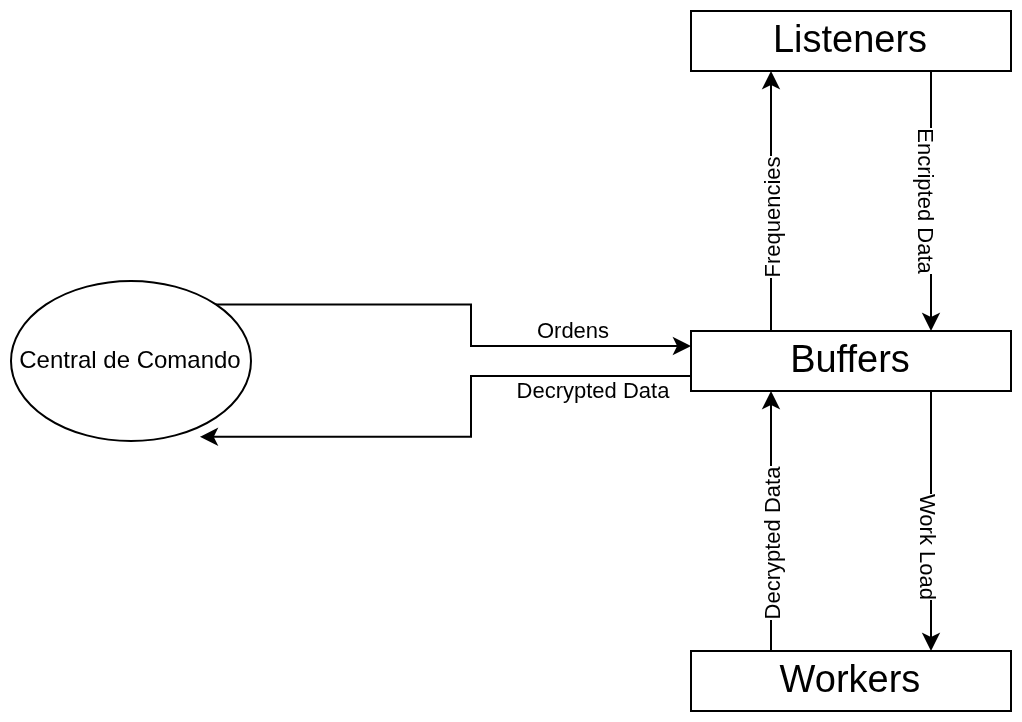 Listeners
Frequencies
Encripted Data
Central de Comando
Ordens
Buffers
Decrypted Data
Decrypted Data
Work Load
Workers